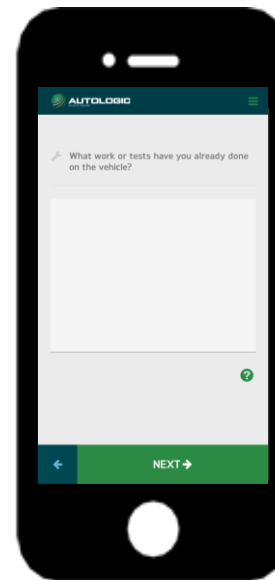 AUTOLOGIC
What work or tests have you already done
on the vehicle?
?
NEXT →